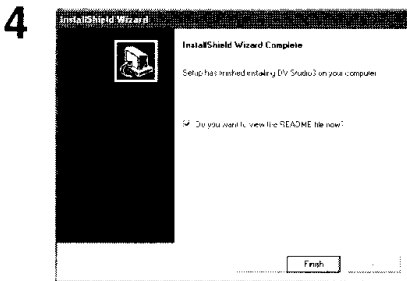 4
InstallShield Wizard
InstallShield Wizard Complete
Setup has finished installing DV Studio3 on your computer
Do you want to view the README file now?
Finish